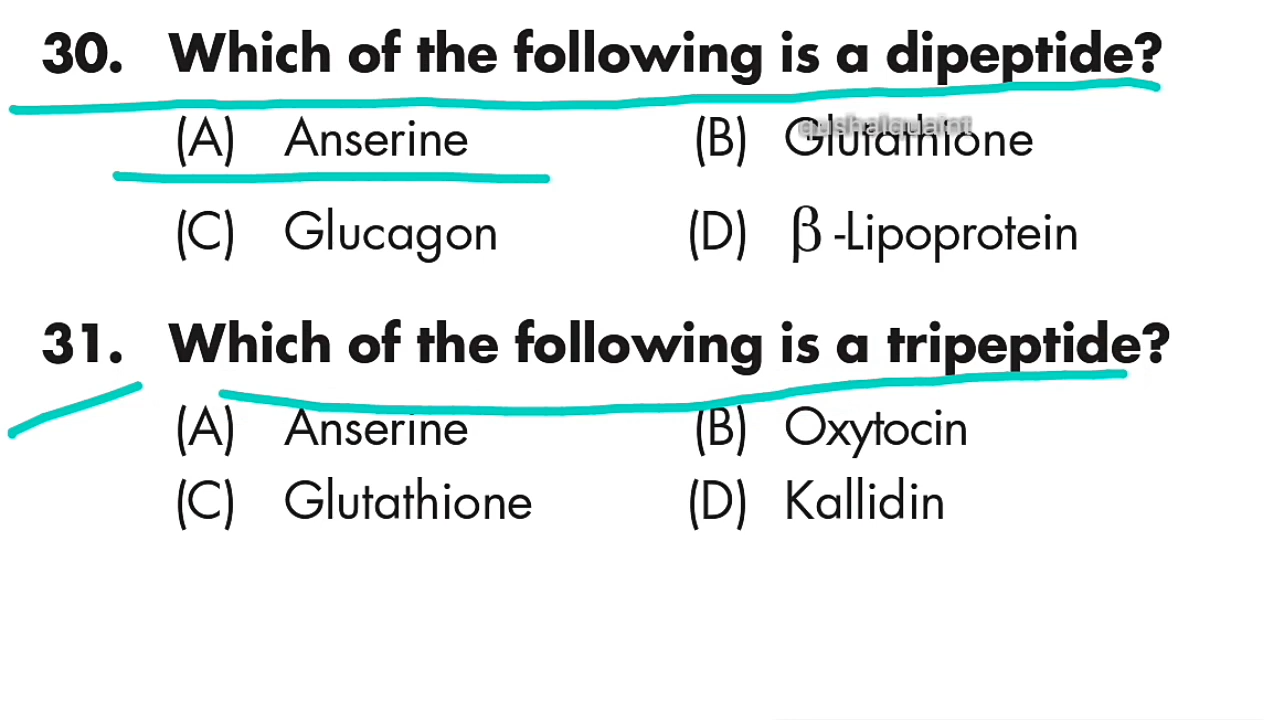 30. Which of the following is a dipeptide?
(A) Anserine (B) Glutathione
(C) Glucagon (D) β-Lipoprotein
31. Which of the following is a tripeptide?
(A) Anserine (B) Oxytocin
(C) Glutathione (D) Kallidin